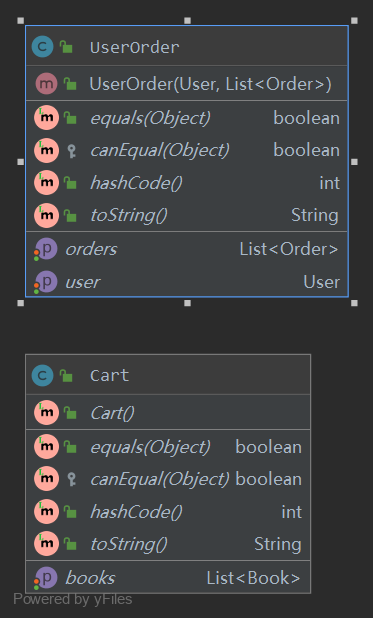 UserOrder
UserOrder(User, List<Order>)
equals(Object) boolean
canEqual(Object) boolean
hashCode() int
toString() String
orders List<Order>
user User
Cart
Cart()
equals(Object) boolean
canEqual(Object) boolean
hashCode() int
toString() String
books List<Book>
Powered by yFiles